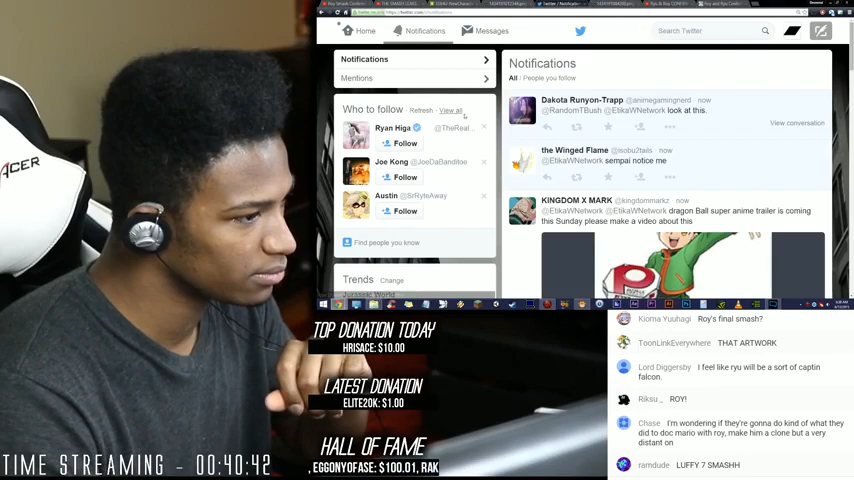 Home
Notifications
Messages
Search Twitter
Notifications
Mentions
Who to follow · Refresh · View all
Ryan Higa @TheReal...
Follow
Joe Kong @JoeDaBanditoe
Follow
Austin @SrRyteAway
Follow
Find people you know
Trends · Change
Jurassic World
Notifications
All / People you follow
Dakota Runyon-Trapp @animegamingnerd · now
@RandomTBush @EtikaWNetwork look at this.
View conversation
the Winged Flame @isobu2tails · now
@EtikaWNetwork sempai notice me
KINGDOM X MARK @kingdommarkz · now
@EtikaWNetwork @EtikaWNetwork dragon Ball super anime trailer is coming
this Sunday please make a video about this
TOP DONATION TODAY
HRISACE: $10.00
LATEST DONATION
ELITE20K: $1.00
HALL OF FAME
, EGGONYOFASE: $100.01, RAK
TIME STREAMING - 00:40:42
Kioma Yuuhagi Roy's final smash?
ToonLinkEverywhere THAT ARTWORK
Lord Diggersby I feel like ryu will be a sort of captin
falcon.
Riksu _ ROY!
Chase I'm wondering if they're gonna do kind of what they
did to doc mario with roy, make him a clone but a very
distant on
ramdude LUFFY 7 SMASHH